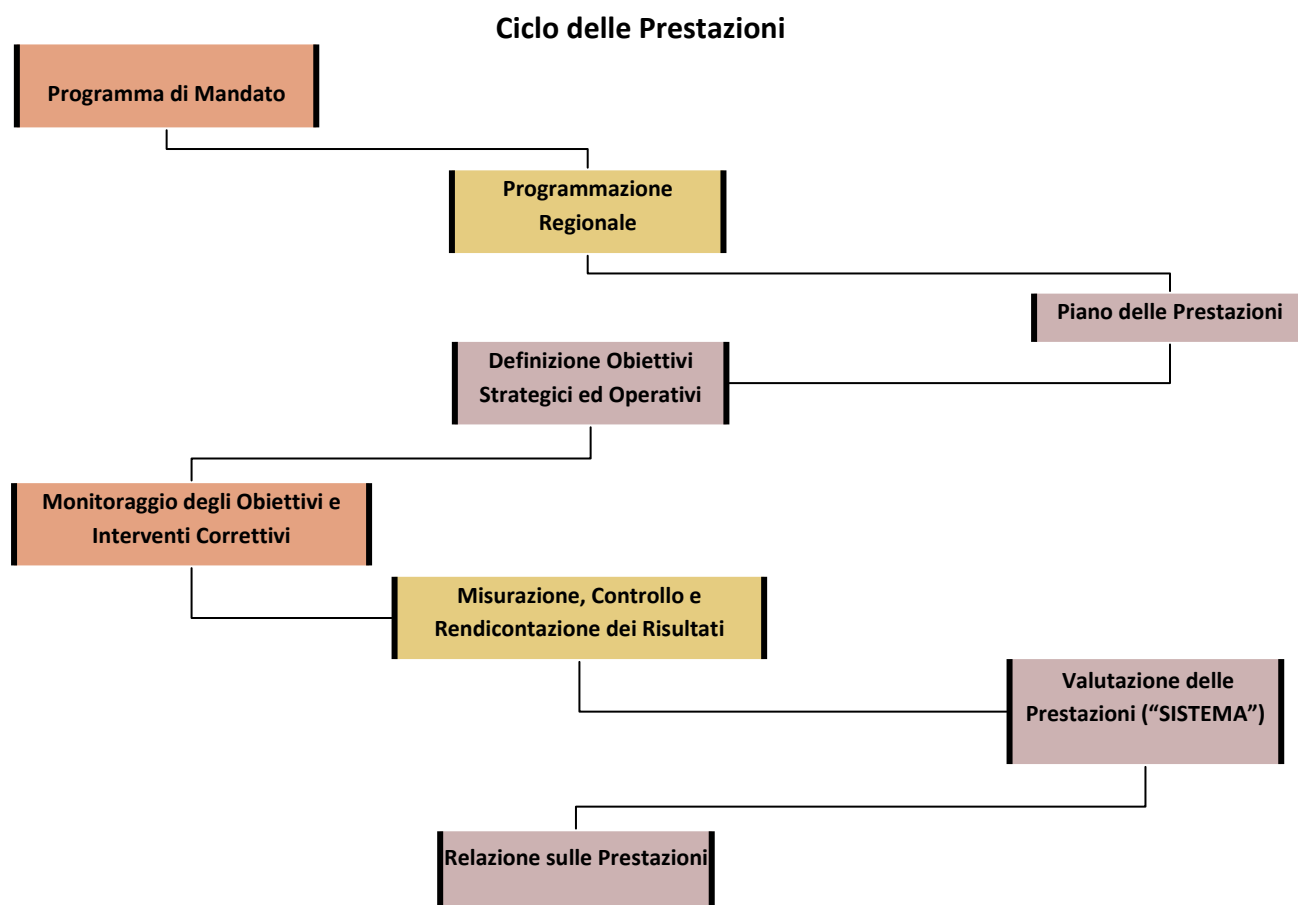 Ciclo delle Prestazioni
Programma di Mandato
Programmazione
Regionale
Piano delle Prestazioni
Definizione Obiettivi
Strategici ed Operativi
Monitoraggio degli Obiettivi e
Interventi Correttivi
Misurazione, Controllo e
Rendicontazione dei Risultati
Valutazione delle
Prestazioni (“SISTEMA”)
Relazione sulle Prestazioni